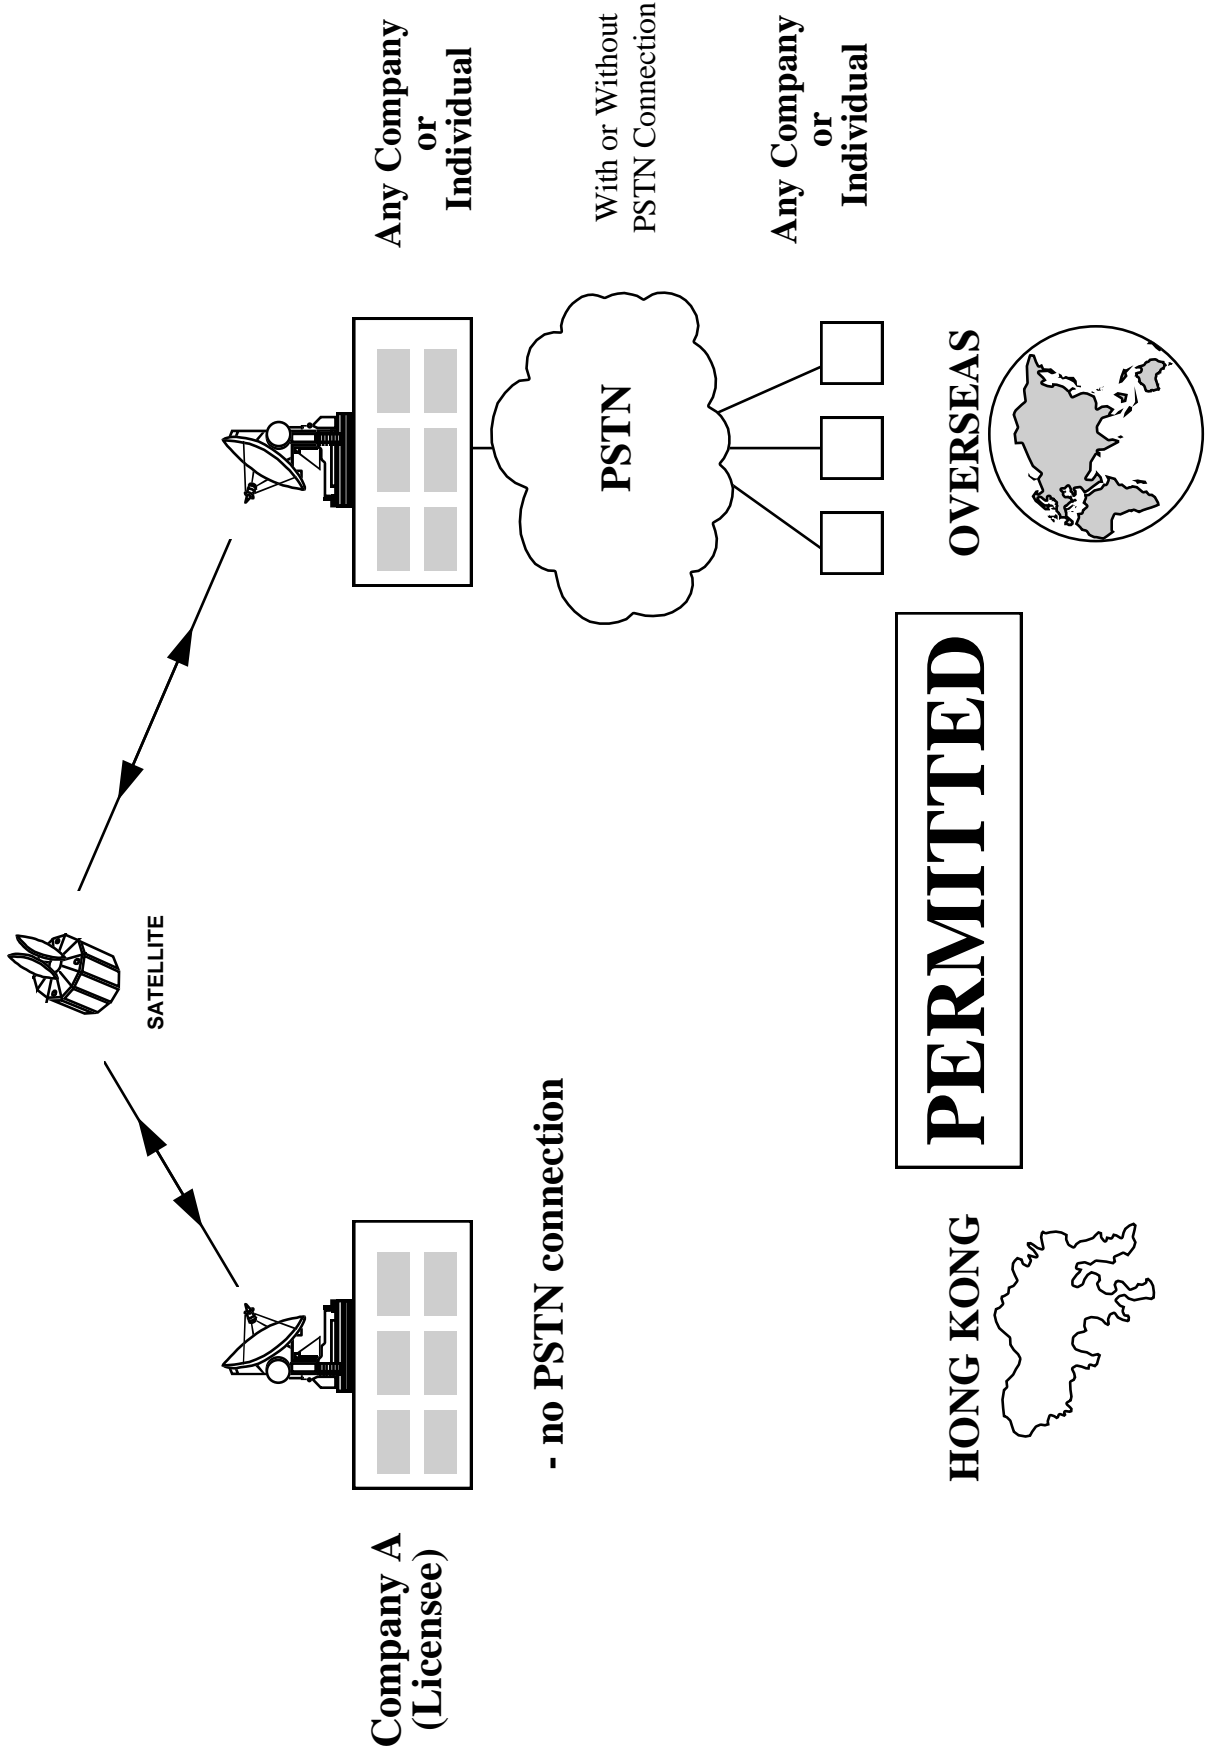 SATELLITE
Company A
(Licensee)
Any Company
or
Individual
- no PSTN connection
PSTN
With or Without
PSTN Connection
Any Company
or
Individual
HONG KONG
PERMITTED
OVERSEAS